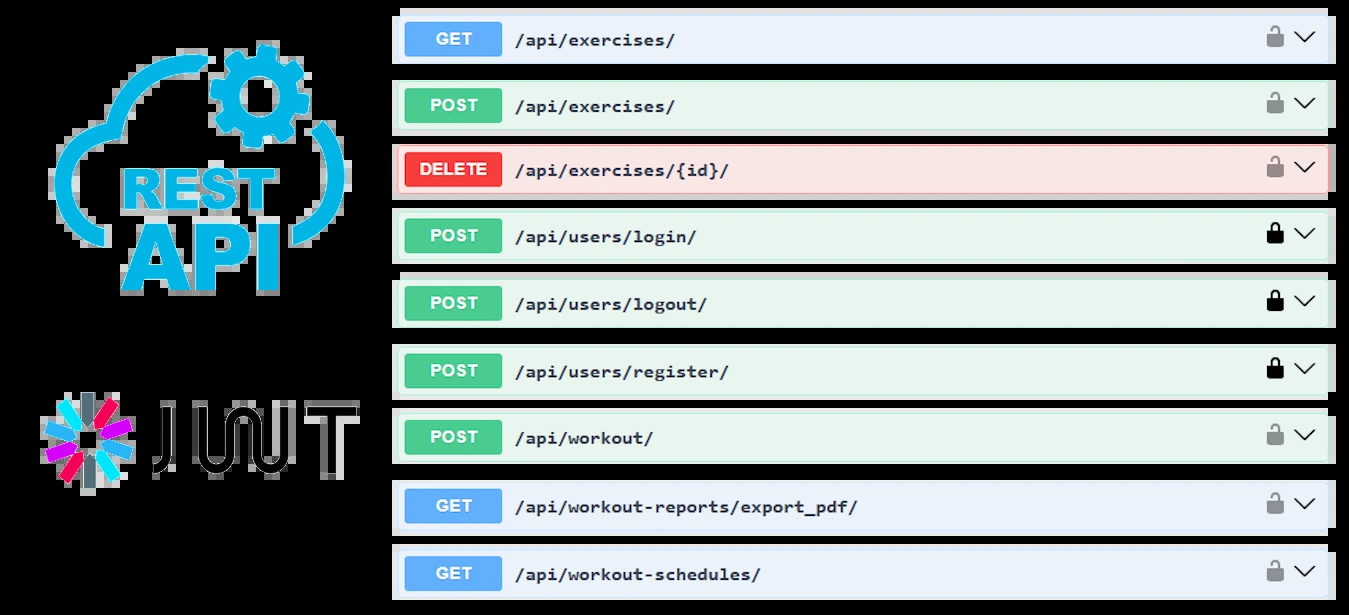 REST
API
JWT
GET /api/exercises/
POST /api/exercises/
DELETE /api/exercises/{id}/
POST /api/users/login/
POST /api/users/logout/
POST /api/users/register/
POST /api/workout/
GET /api/workout-reports/export_pdf/
GET /api/workout-schedules/